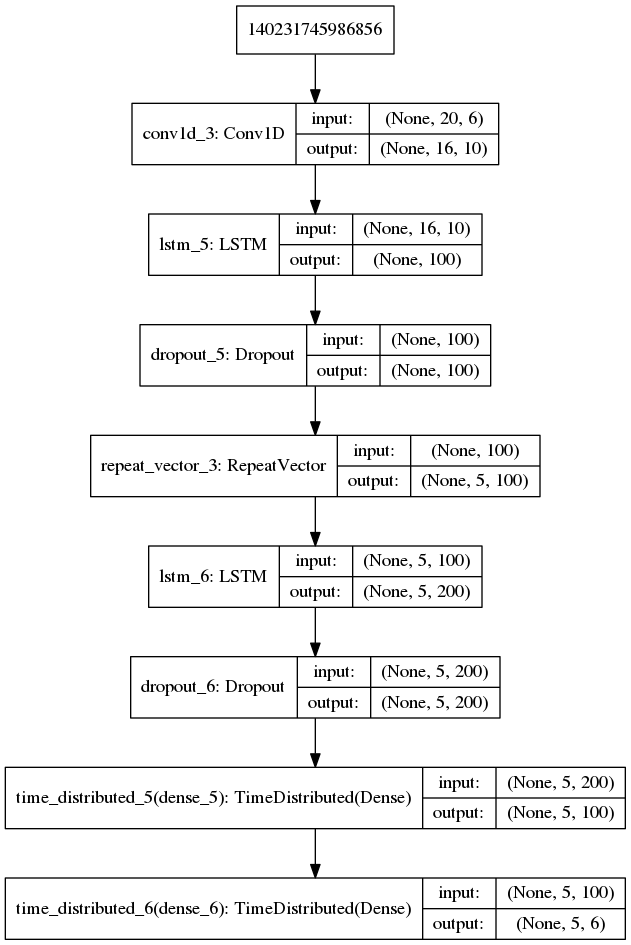 140231745986856
conv1d_3: Conv1D
input: (None, 20, 6)
output: (None, 16, 10)
lstm_5: LSTM
input: (None, 16, 10)
output: (None, 100)
dropout_5: Dropout
input: (None, 100)
output: (None, 100)
repeat_vector_3: RepeatVector
input: (None, 100)
output: (None, 5, 100)
lstm_6: LSTM
input: (None, 5, 100)
output: (None, 5, 200)
dropout_6: Dropout
input: (None, 5, 200)
output: (None, 5, 200)
time_distributed_5(dense_5): TimeDistributed(Dense)
input: (None, 5, 200)
output: (None, 5, 100)
time_distributed_6(dense_6): TimeDistributed(Dense)
input: (None, 5, 100)
output: (None, 5, 6)